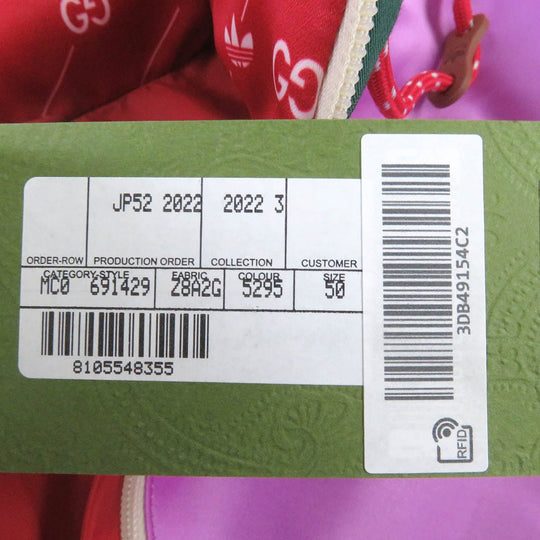 adidas
JP52 2022 2022 3
ORDER-ROW PRODUCTION ORDER COLLECTION CUSTOMER
CATEGORY-STYLE FABRIC COLOUR SIZE
MC0 691429 Z8A2G 5295 50
8105548355
3DB49154C2
RFID